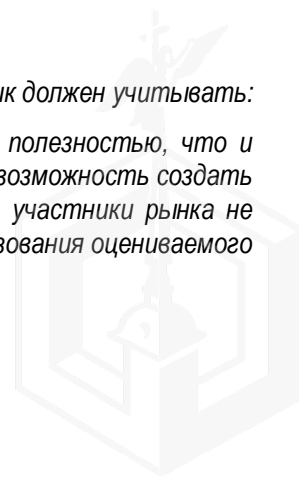 ик должен учитывать:
полезностью, что и
возможность создать
участники рынка не
зования оцениваемого